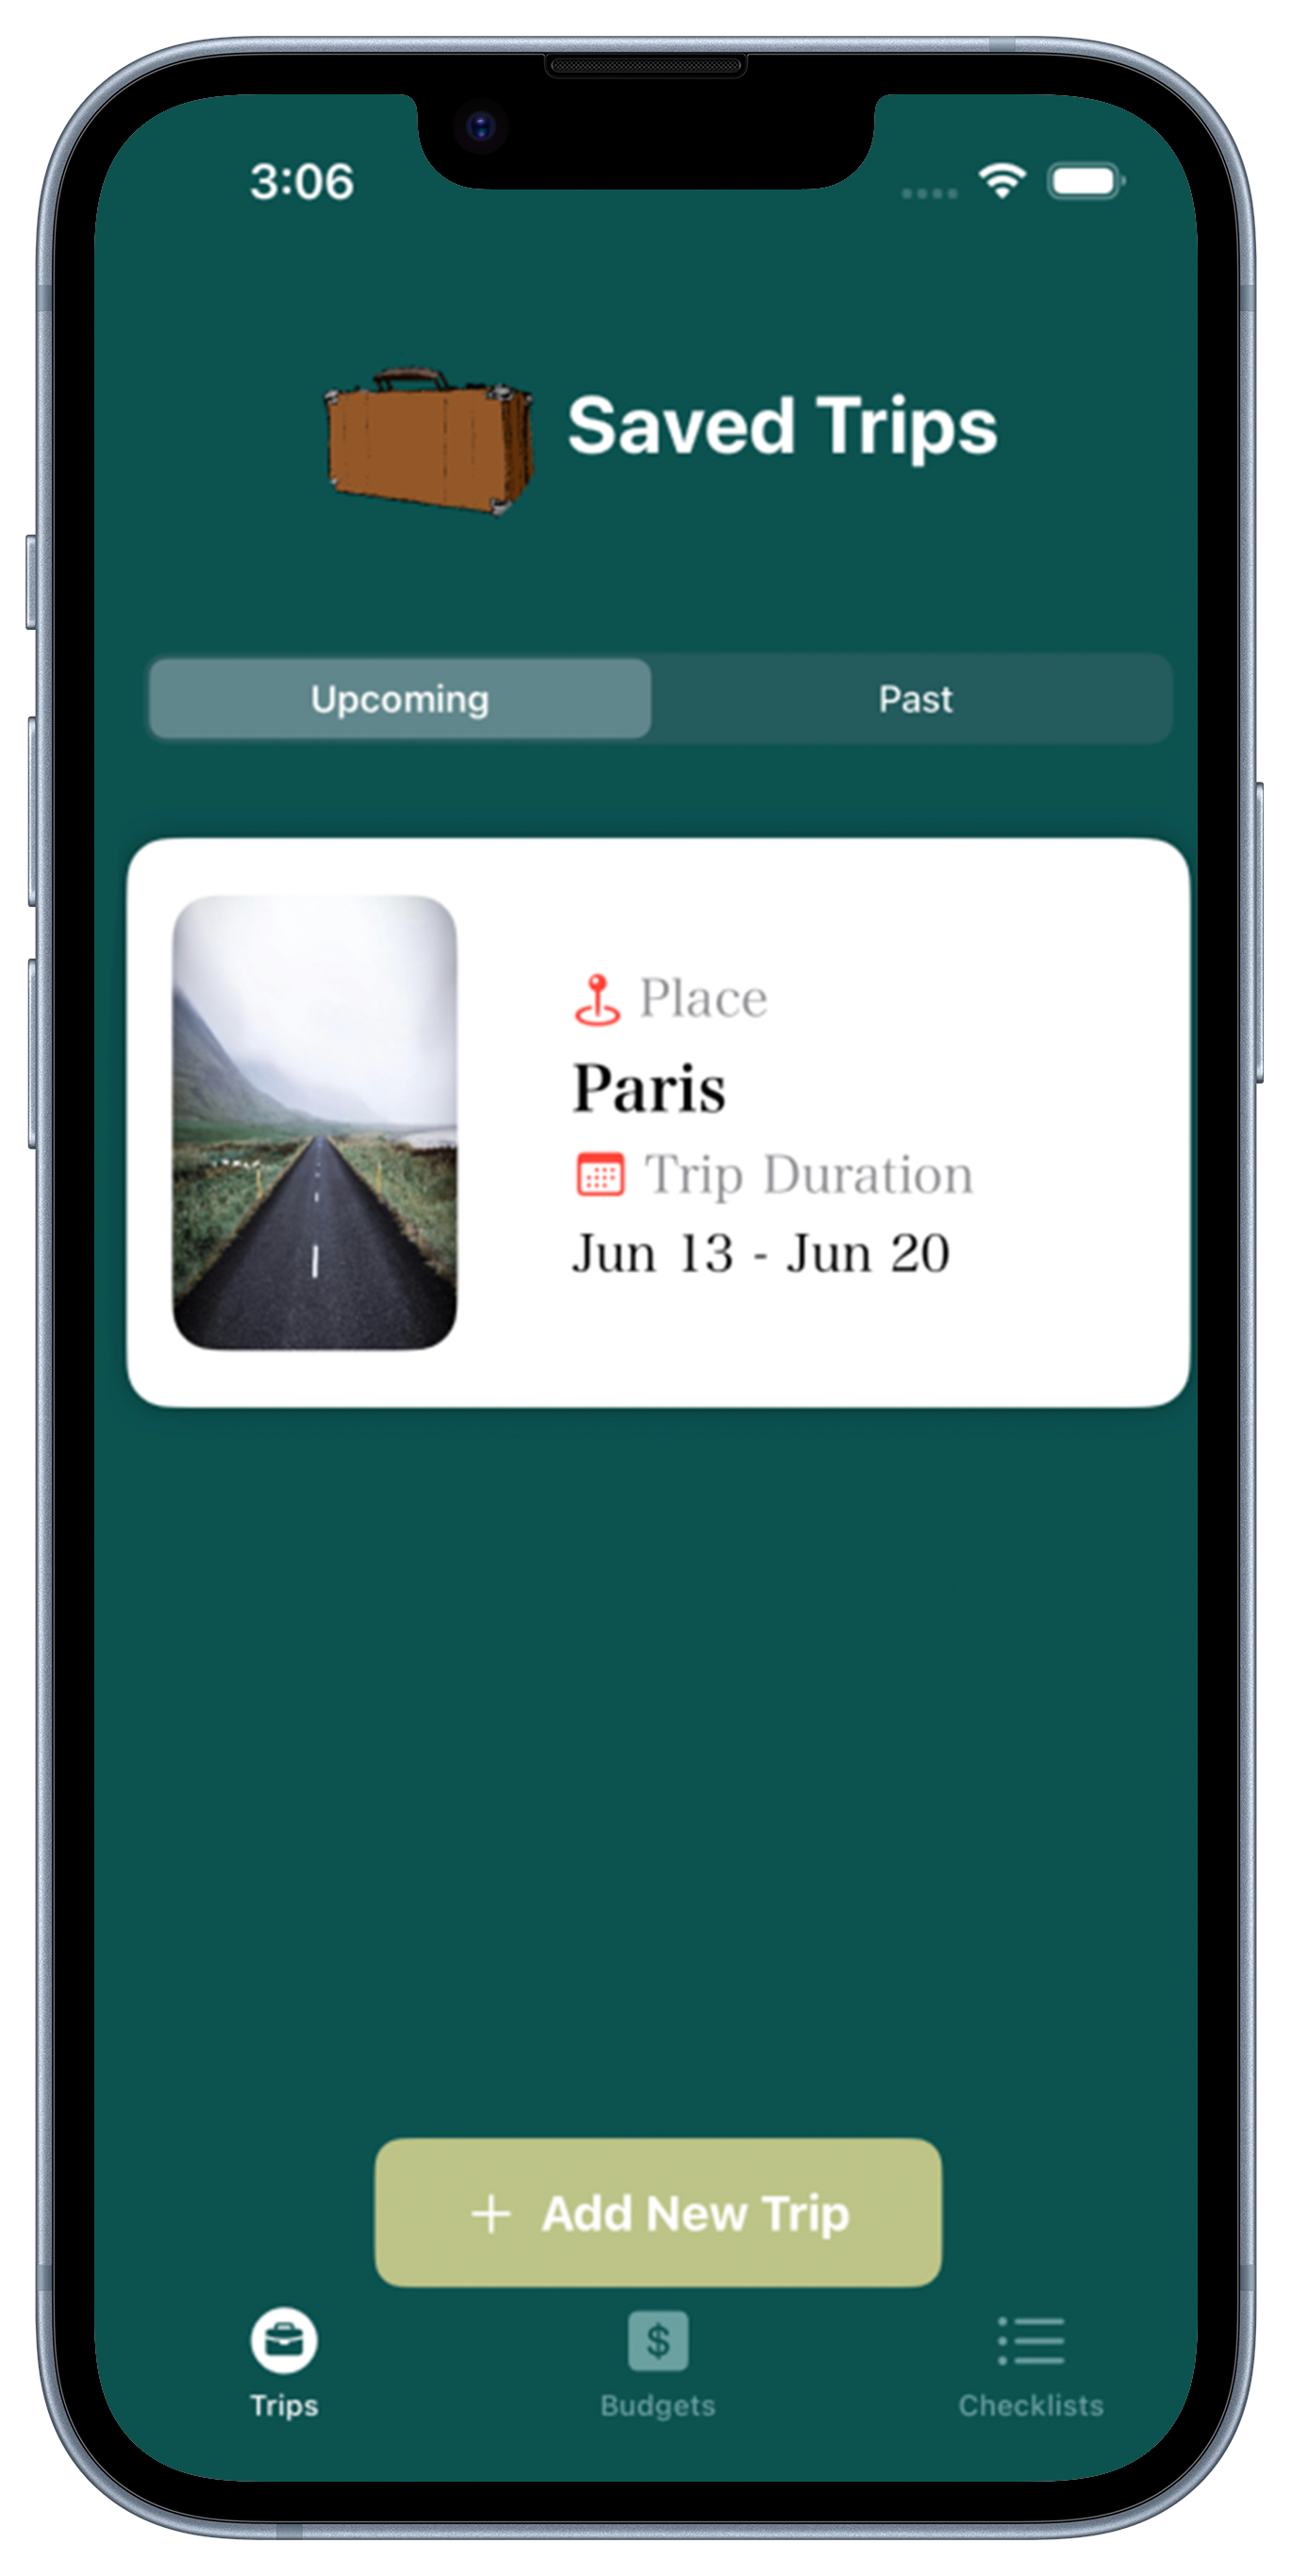 3:06
Saved Trips
Upcoming Past
Place
Paris
Trip Duration
Jun 13 - Jun 20
+ Add New Trip
$
Trips Budgets Checklists